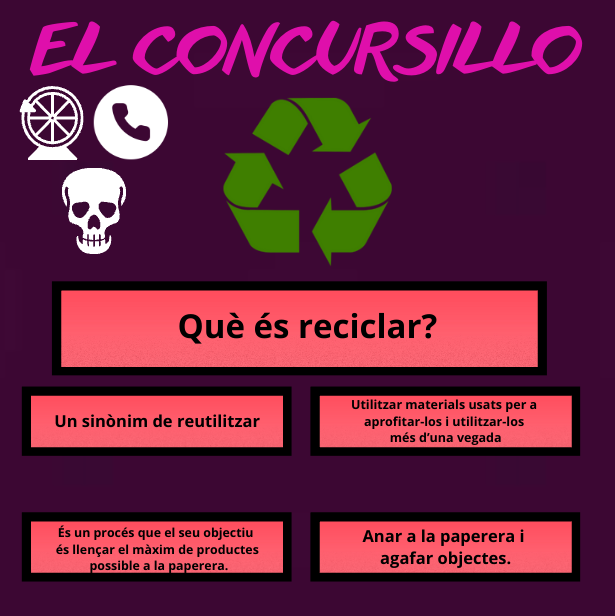 EL CONCURSILLO
Què és reciclar?
Un sinònim de reutilitzar
Utilitzar materials usats per a
aprofitar-los i utilitzar-los
més d'una vegada
És un procés que el seu objectiu
és llençar el màxim de productes
possible a la paperera.
Anar a la paperera i
agafar objectes.